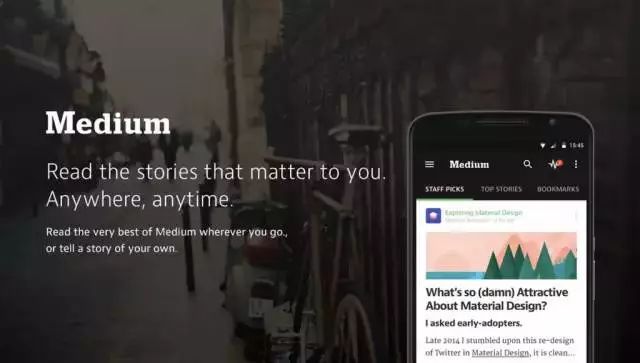 Medium
Read the stories that matter to you.
Anywhere, anytime.
Read the very best of Medium wherever you go,
or tell a story of your own.
15:45
Medium
STAFF PICKS TOP STORIES BOOKMARKS
Exploring Material Design
What's so (damn) Attractive
About Material Design?
I asked early-adopters.
Late 2014 I stumbled upon this re-design
of Twitter in Material Design, it is clean...